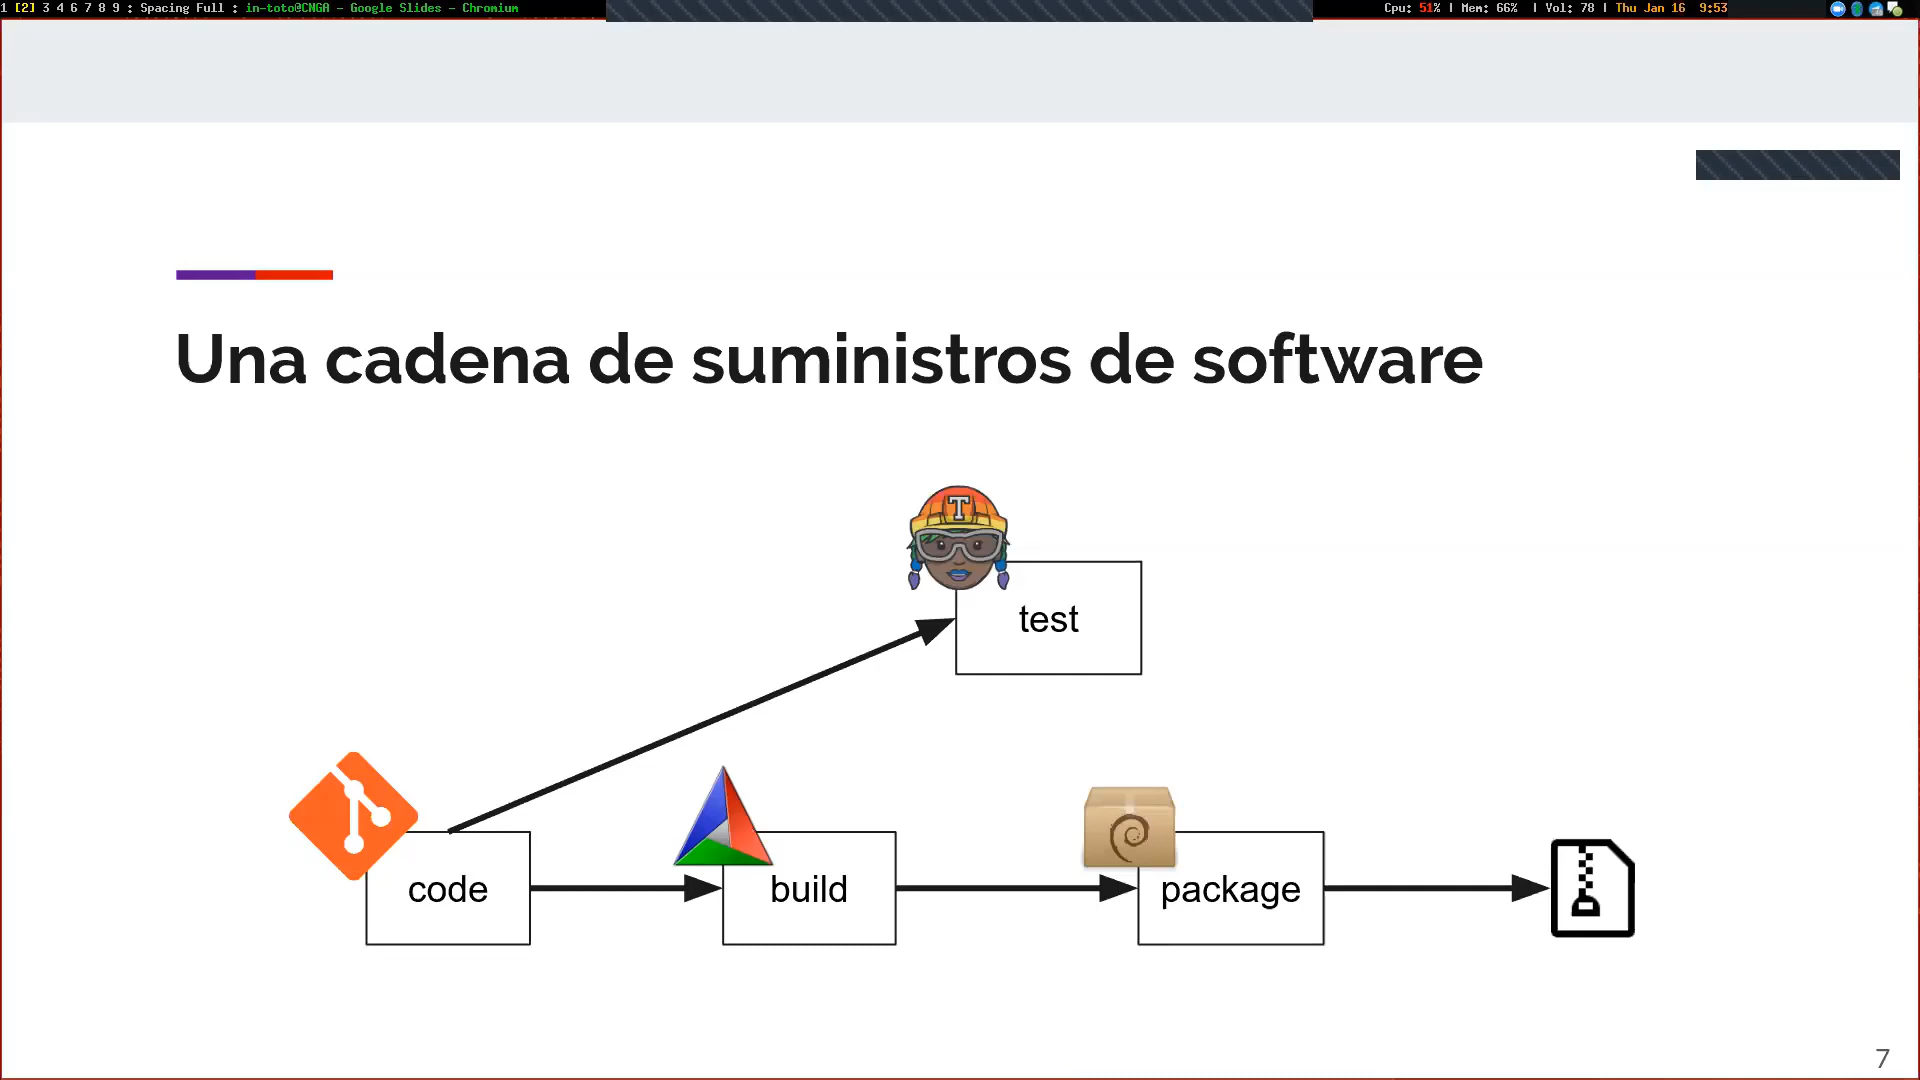 1 [2] 3 4 6 7 8 9 : Spacing Full : in-toto@CNGA - Google Slides - Chromium
Cpu: 51% | Mem: 66% | Vol: 78 | Thu Jan 16 9:53
Una cadena de suministros de software
T
test
code
build
package
7